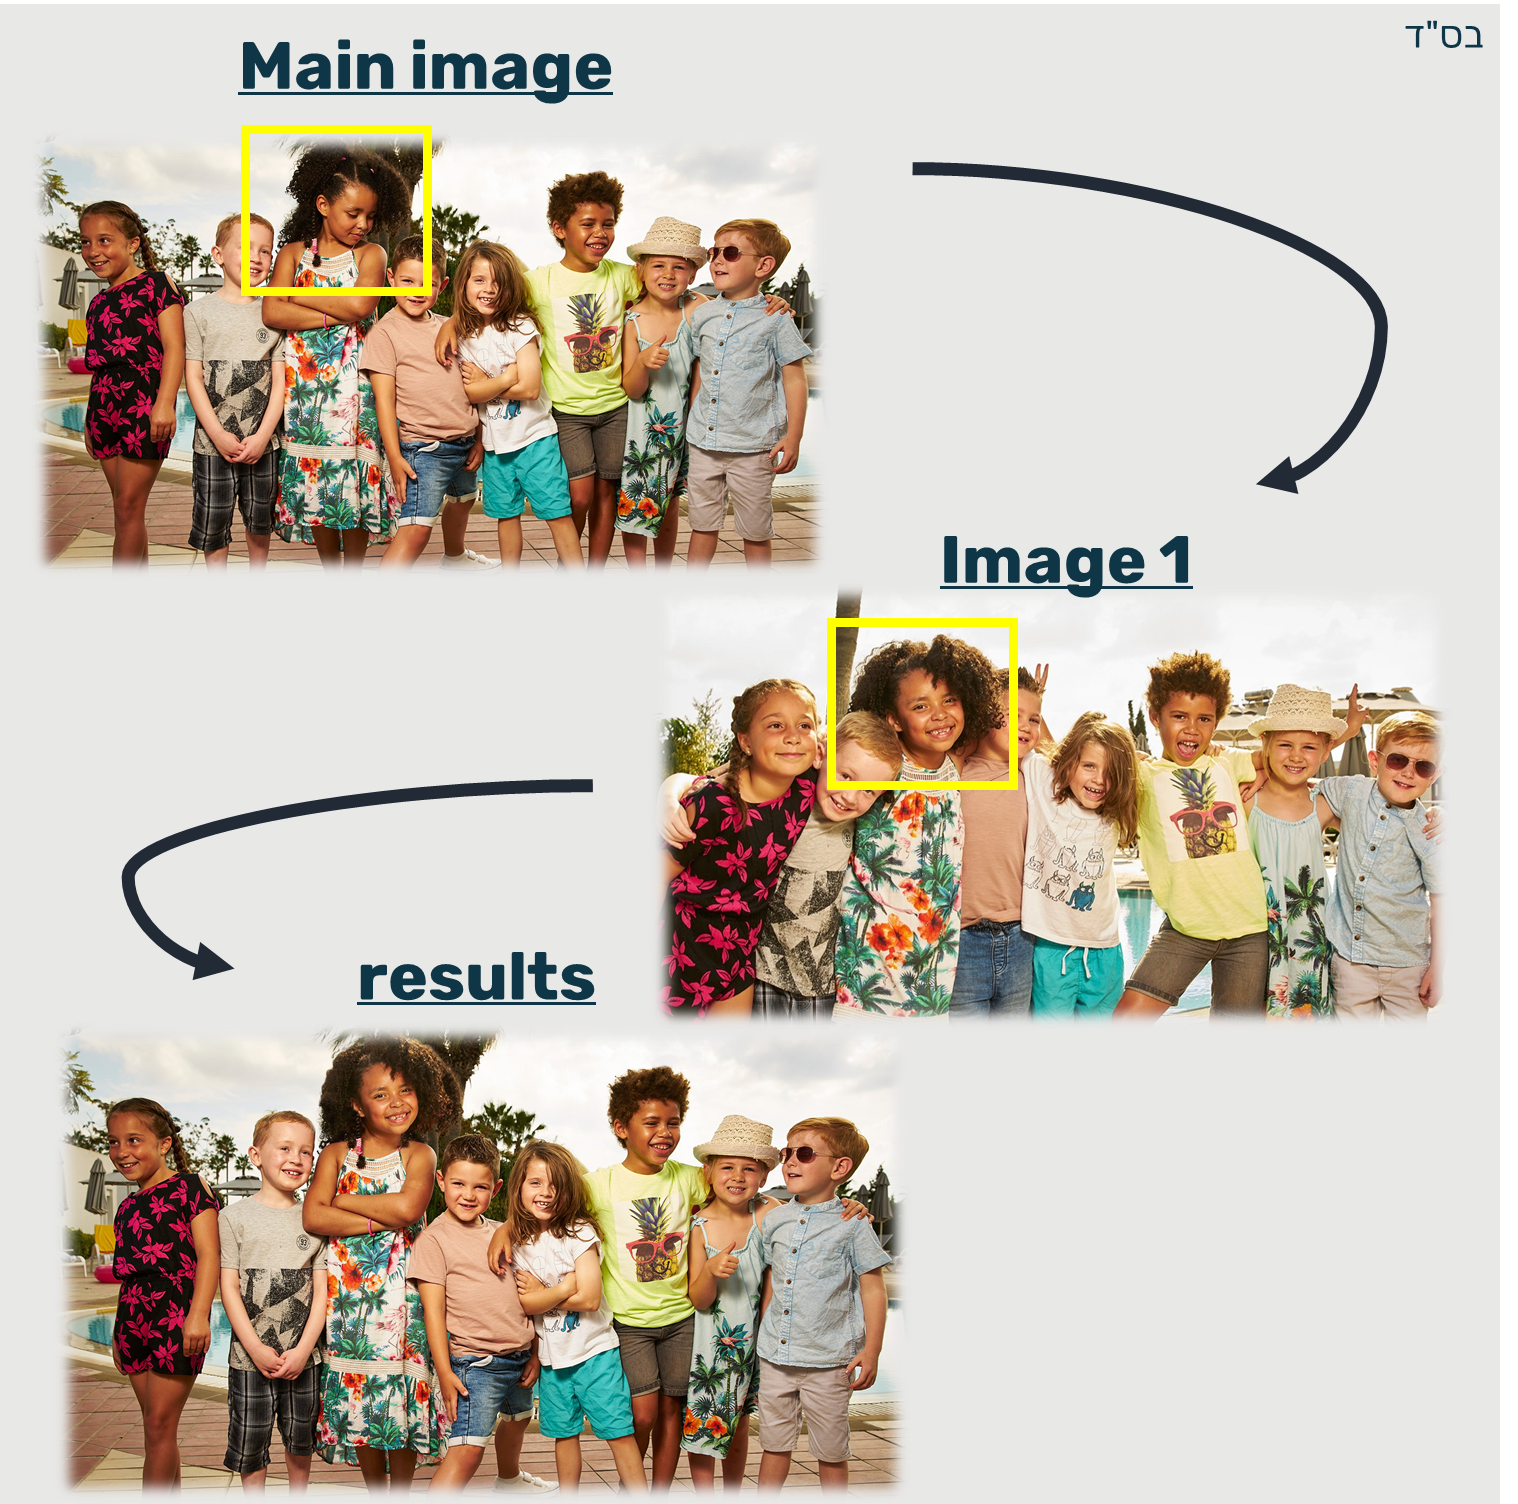 בס"ד
Main image
Image 1
results